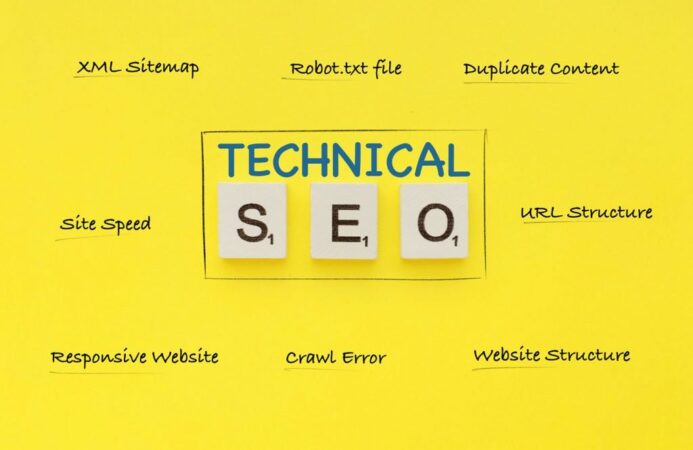 XML Sitemap
Robot.txt file
Duplicate Content
TECHNICAL
S1 E1 O1
Site Speed
URL Structure
Responsive Website
Crawl Error
Website Structure